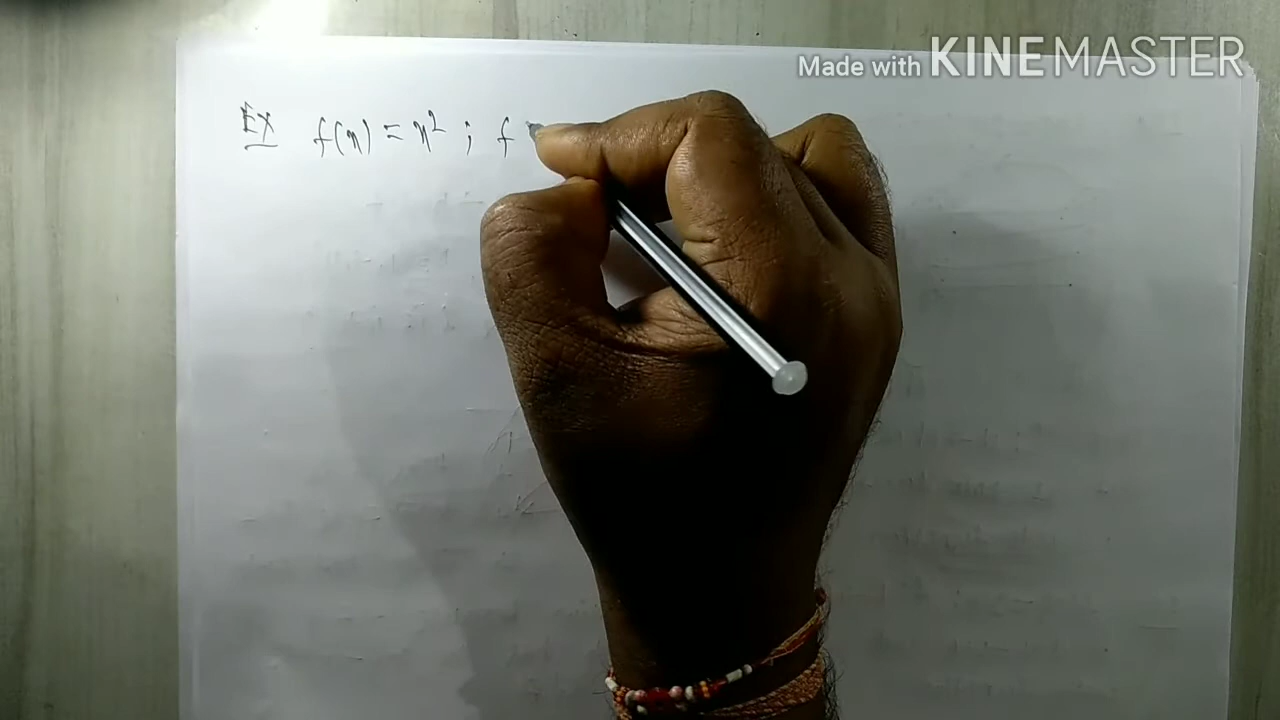 Made with KINEMASTER
Ex f(x) = x² ; f